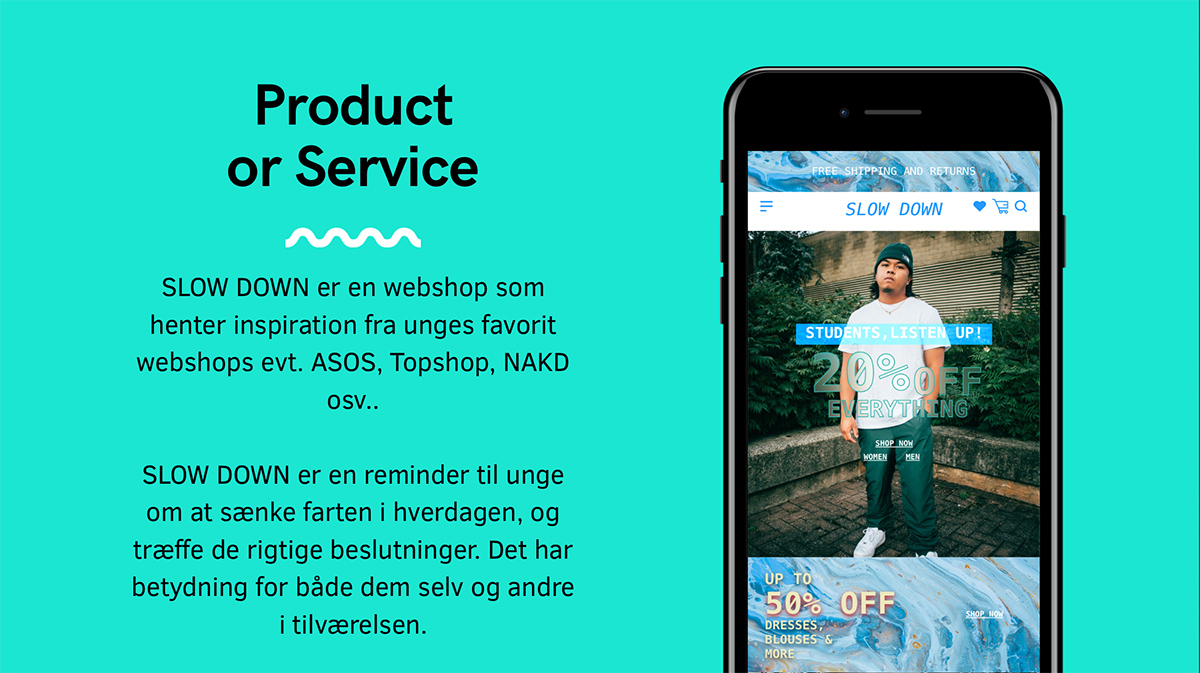 Product
or Service
SLOW DOWN er en webshop som
henter inspiration fra unges favorit
webshops evt. ASOS, Topshop, NAKD
osv..
SLOW DOWN er en reminder til unge
om at sænke farten i hverdagen, og
træffe de rigtige beslutninger. Det har
betydning for både dem selv og andre
i tilværelsen.
FREE SHIPPING AND RETURNS
SLOW DOWN
STUDENTS,LISTEN UP!
20%OFF
EVERYTHING
SHOP NOW
WOMEN MEN
UP TO
50% OFF
DRESSES,
BLOUSES &
MORE
SHOP NOW